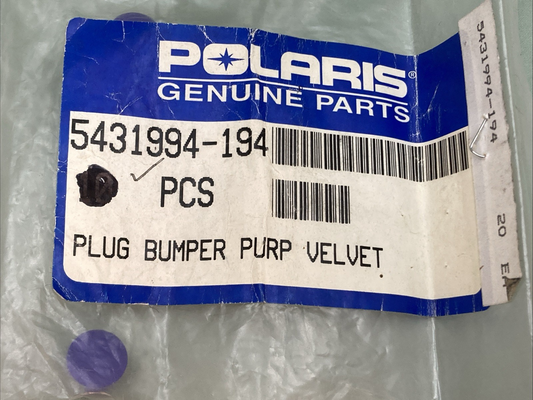 POLARIS®
GENUINE PARTS
5431994-194
PCS
PLUG BUMPER PURP VELVET
5431994-194 20 EA